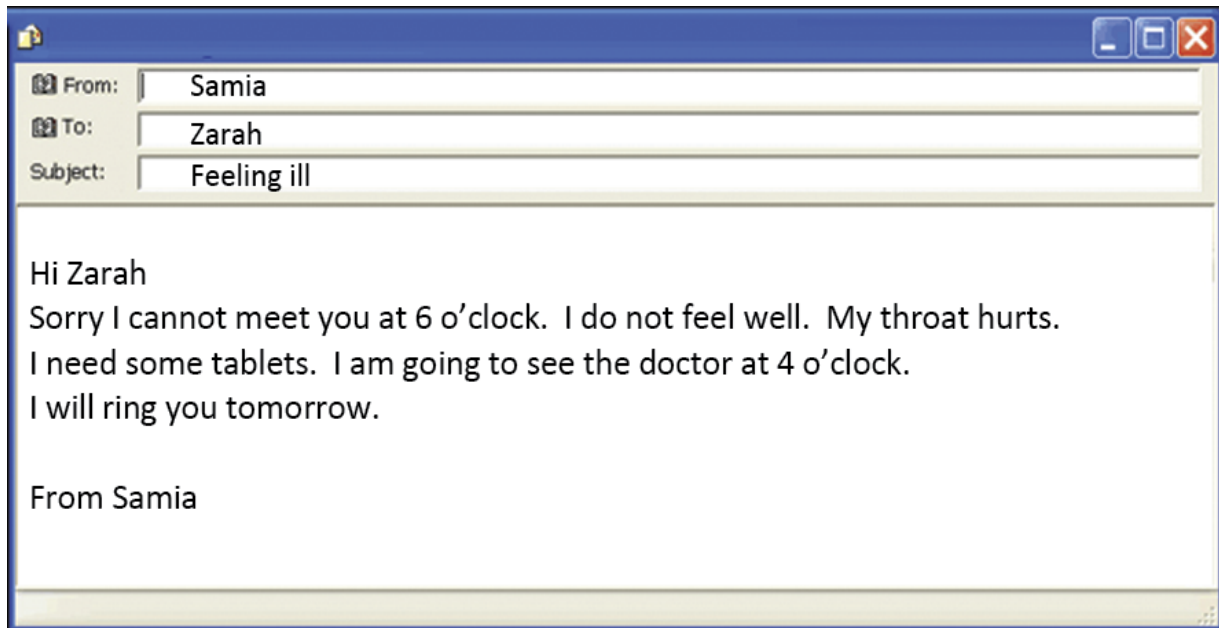 From: Samia
To: Zarah
Subject: Feeling ill
Hi Zarah
Sorry I cannot meet you at 6 o’clock.  I do not feel well.  My throat hurts.
I need some tablets.  I am going to see the doctor at 4 o’clock.
I will ring you tomorrow.
From Samia